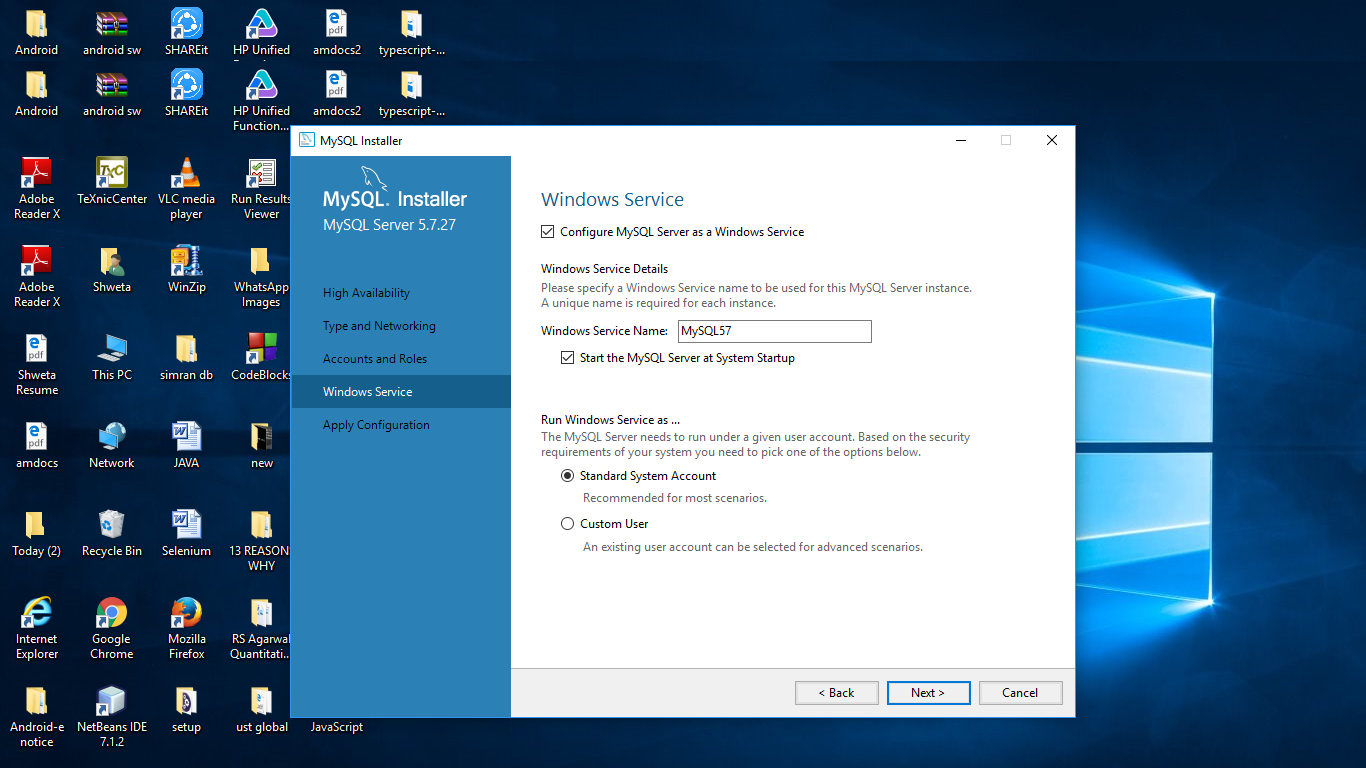 Android
android sw
SHAREit
HP Unified
amdocs2
typescript-...
Android
android sw
SHAREit
HP Unified
Function...
amdocs2
typescript-...
Adobe
Reader X
TeXnicCenter
VLC media
player
Run Results
Viewer
Adobe
Reader X
Shweta
WinZip
WhatsApp
Images
Shweta
Resume
This PC
simran db
CodeBlocks
amdocs
Network
JAVA
new
Today (2)
Recycle Bin
Selenium
13 REASON
WHY
Internet
Explorer
Google
Chrome
Mozilla
Firefox
RS Agarwal
Quantitati...
Android-e
notice
NetBeans IDE
7.1.2
setup
ust global
JavaScript
MySQL Installer
MySQL. Installer
MySQL Server 5.7.27
High Availability
Type and Networking
Accounts and Roles
Windows Service
Apply Configuration
Windows Service
Configure MySQL Server as a Windows Service
Windows Service Details
Please specify a Windows Service name to be used for this MySQL Server instance.
A unique name is required for each instance.
Windows Service Name: MySQL57
Start the MySQL Server at System Startup
Run Windows Service as ...
The MySQL Server needs to run under a given user account. Based on the security
requirements of your system you need to pick one of the options below.
Standard System Account
Recommended for most scenarios.
Custom User
An existing user account can be selected for advanced scenarios.
< Back
Next >
Cancel